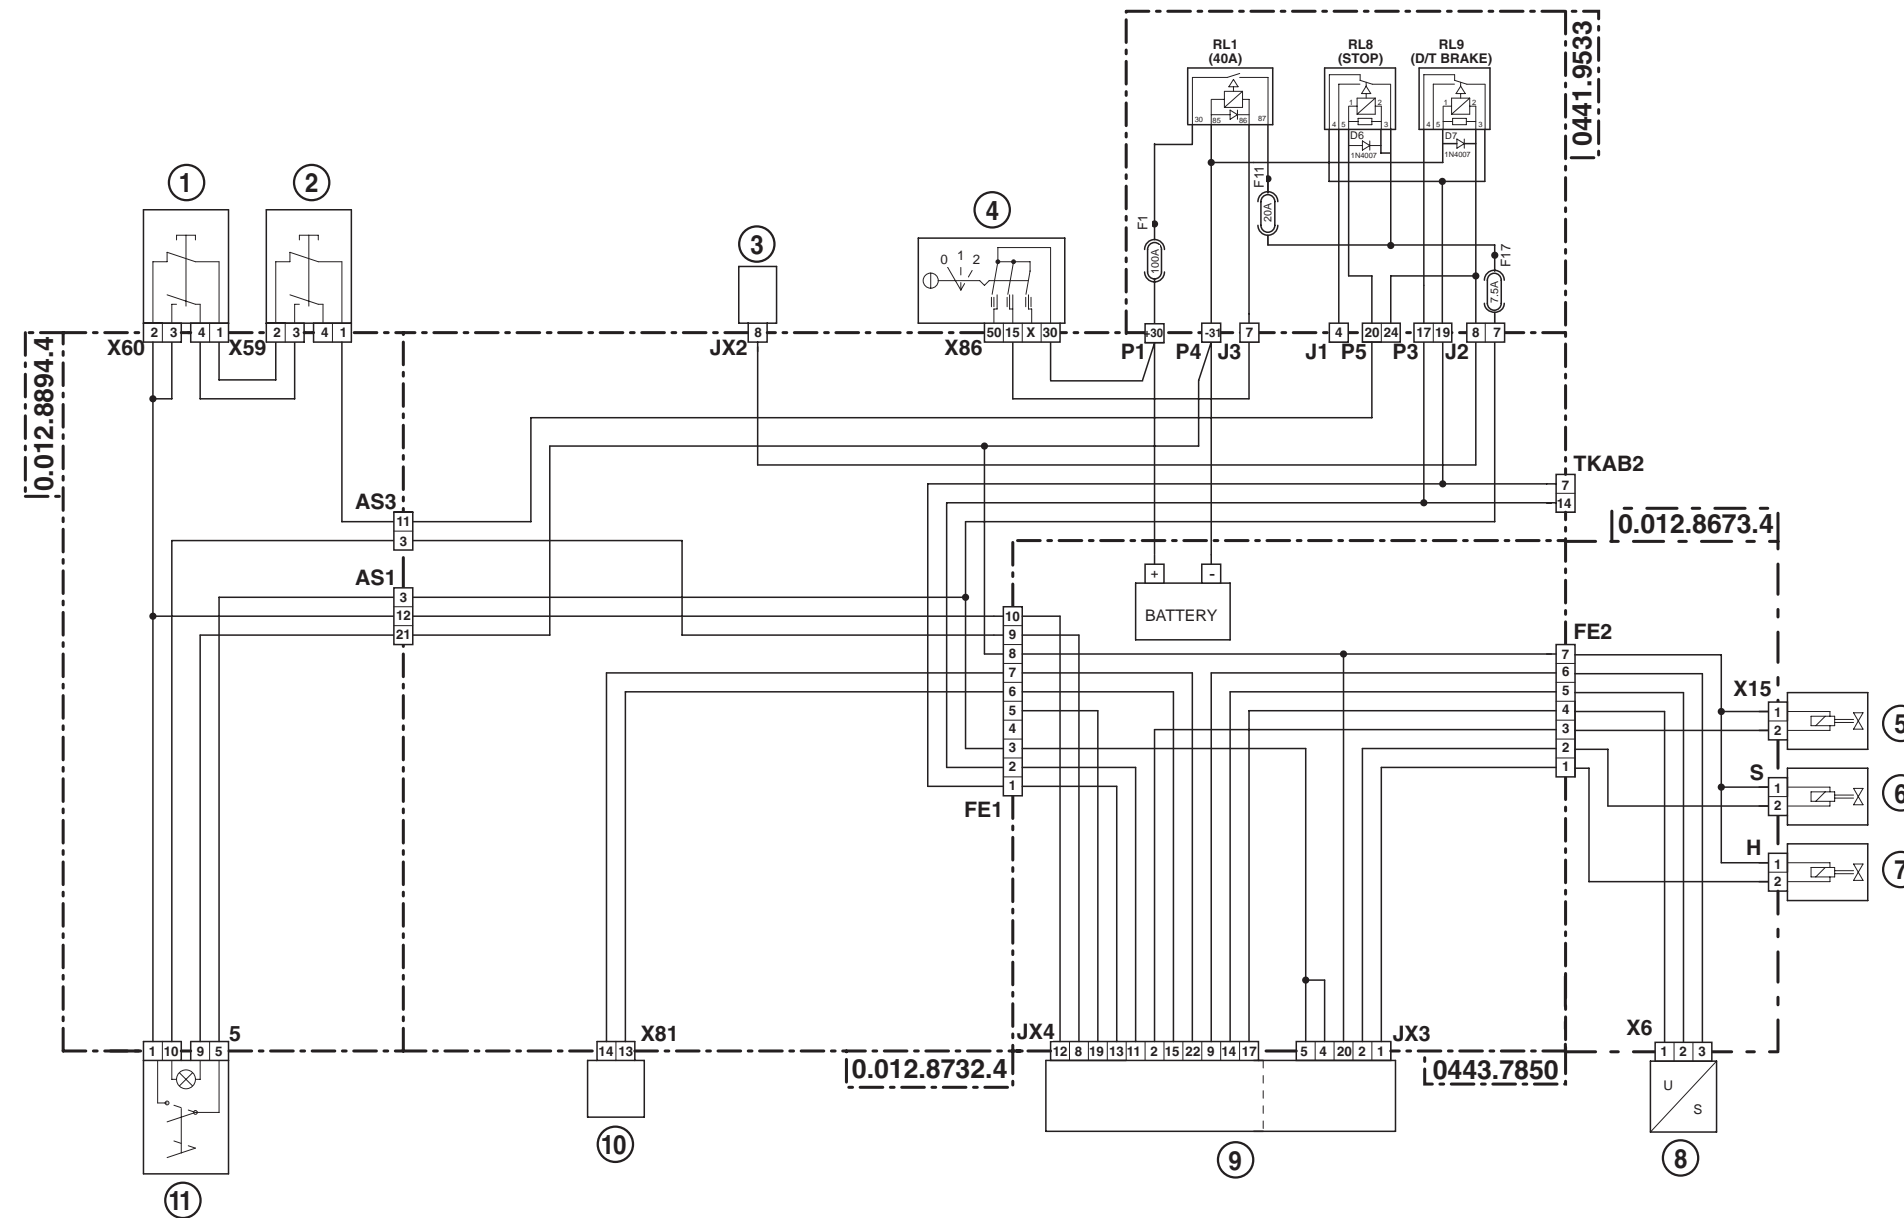 RL1 RL8 RL9
(40A) (STOP) (D/T BRAKE)
0441.9533
30 85 86 87
1 2
4 5 3
1 2
4 5 3
D6 D7
1N4007 1N4007
F11
20A
F1
100A
F17
7.5A
1 2 3 4
0 1 2
2 3 4 1 2 3 4 1
X60 X59
8
JX2
50 15 X 30
X86
+30 -31 7 4 20 24 17 19 8 7
P1 P4 J3 J1 P5 P3 J2
0.012.8894.4
TKAB2
7
14
AS3
11
3
0.012.8673.4
AS1
3
12
21
+ -
BATTERY
10
9
8
7
6
5
4
3
2
1
FE1
FE2
7
6
5
4
3
2
1
X15
1
2
5
S
1
2
6
H
1
2
7
5
1 10 9 5
X81
14 13
JX4
12 8 19 13 11 2 15 22 9 14 17
5 4 20 2 1
JX3
X6
1 2 3
0.012.8732.4
0443.7850
U
S
11
10
9
8